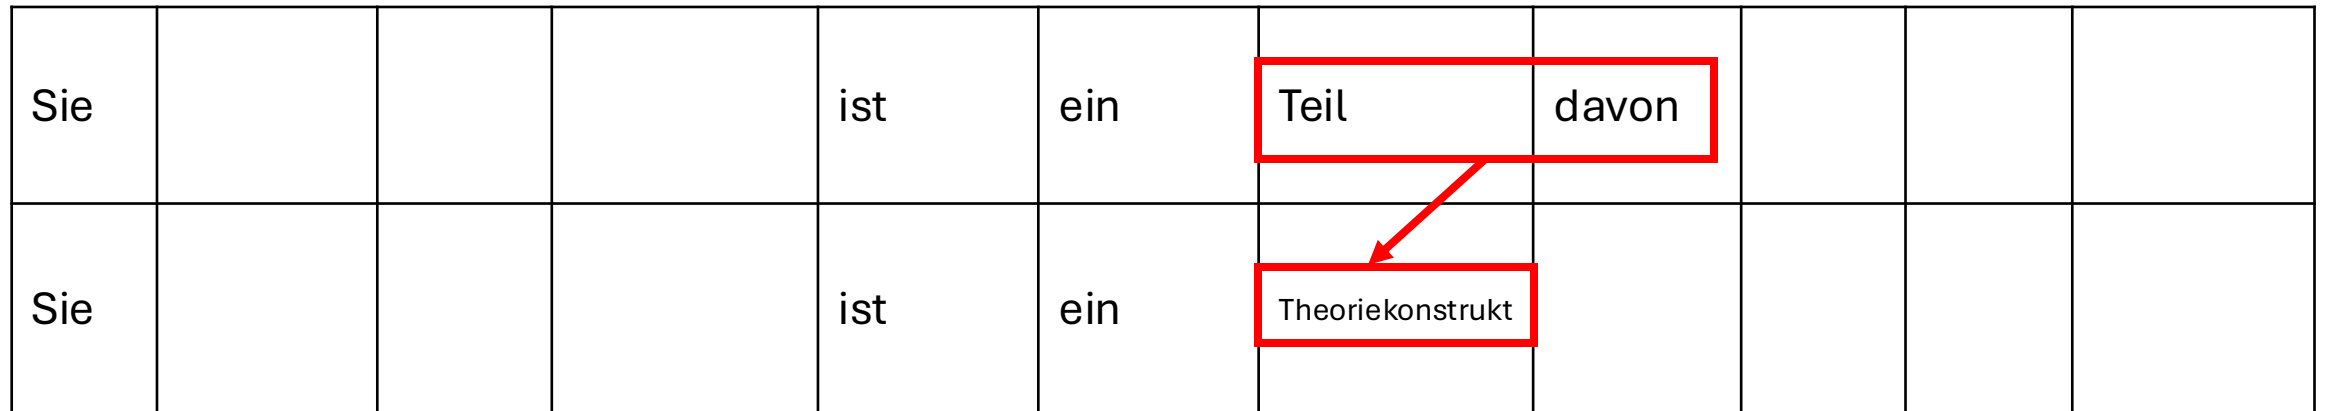 Sie ist ein Teil davon
Sie ist ein Theoriekonstrukt